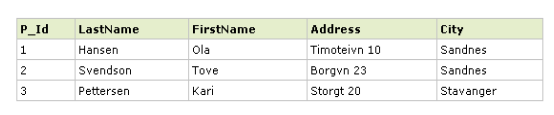 P_Id LastName FirstName Address City
1 Hansen Ola Timoteivn 10 Sandnes
2 Svendson Tove Borgvn 23 Sandnes
3 Pettersen Kari Storgt 20 Stavanger